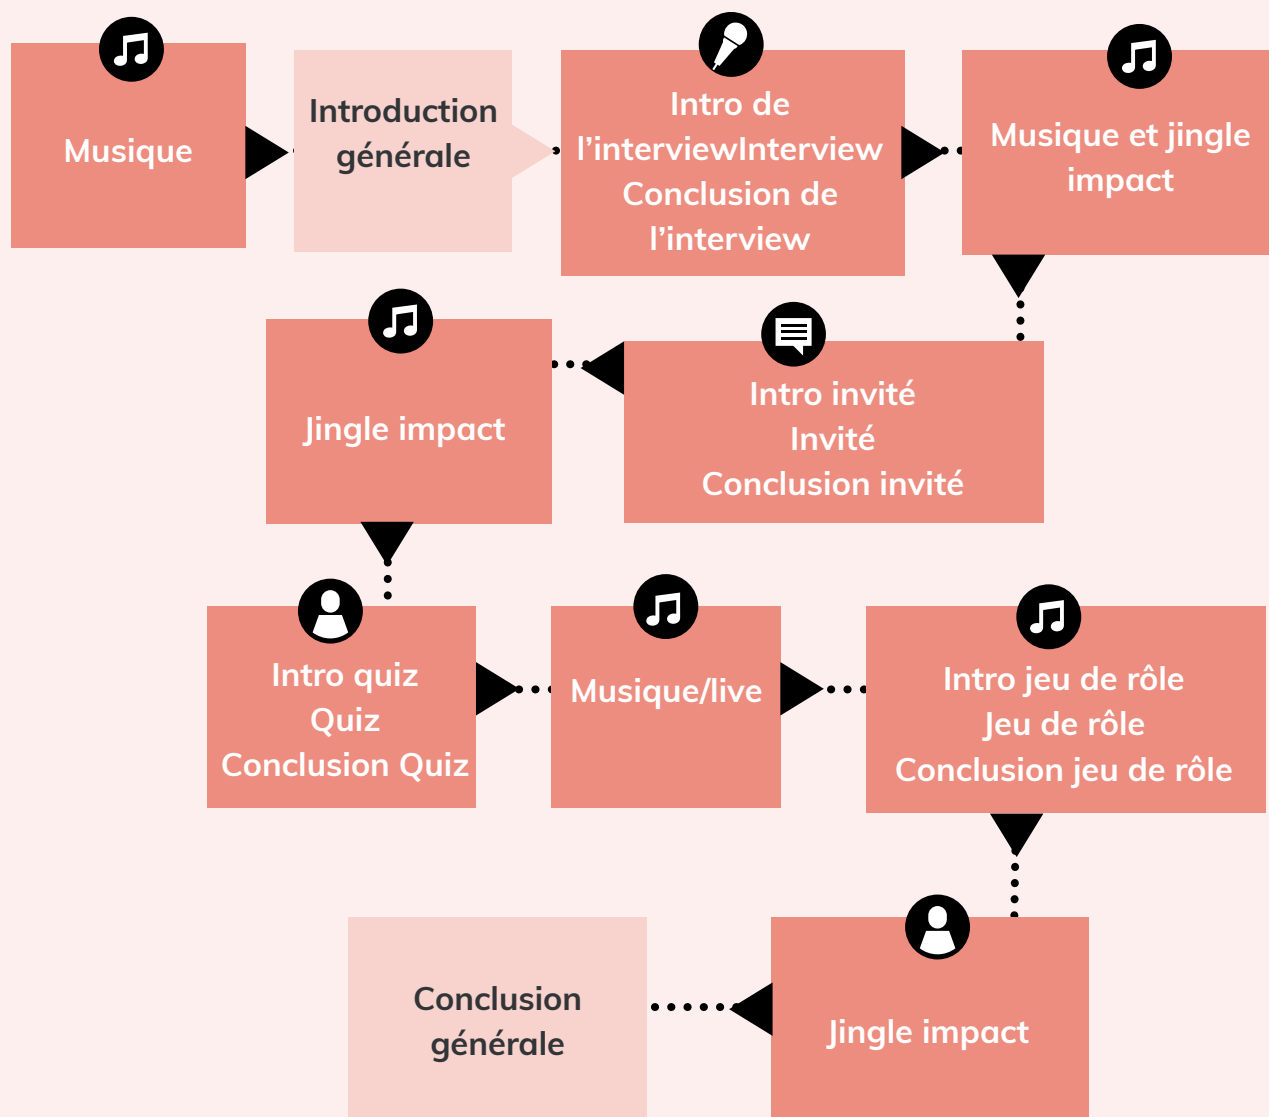 Musique
Introduction
générale
Intro de
l’interviewInterview
Conclusion de
l’interview
Musique et jingle
impact
Intro invité
Invité
Conclusion invité
Jingle impact
Intro quiz
Quiz
Conclusion Quiz
Musique/live
Intro jeu de rôle
Jeu de rôle
Conclusion jeu de rôle
Jingle impact
Conclusion
générale